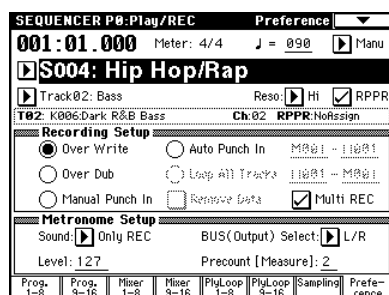 SEQUENCER P0:Play/REC Preference
001:01.000 Meter: 4/4 ♩ = 090 Manu
S004: Hip Hop/Rap
Track02: Bass Reso: Hi RPPR
T02: K006:Dark R&B Bass Ch:02 RPPR:NoAssign
Recording Setup
Over Write Auto Punch In M001 - M001
Over Dub Loop All Tracks M001 - M001
Manual Punch In Remove Data Multi REC
Metronome Setup
Sound: Only REC BUS(Output) Select: L/R
Level: 127 Precount [Measure]: 2
Prog. 1-8 Prog. 9-16 Mixer 1-8 Mixer 9-16 PlyLoop 1-8 PlyLoop 9-16 Sampling Prefe-rence